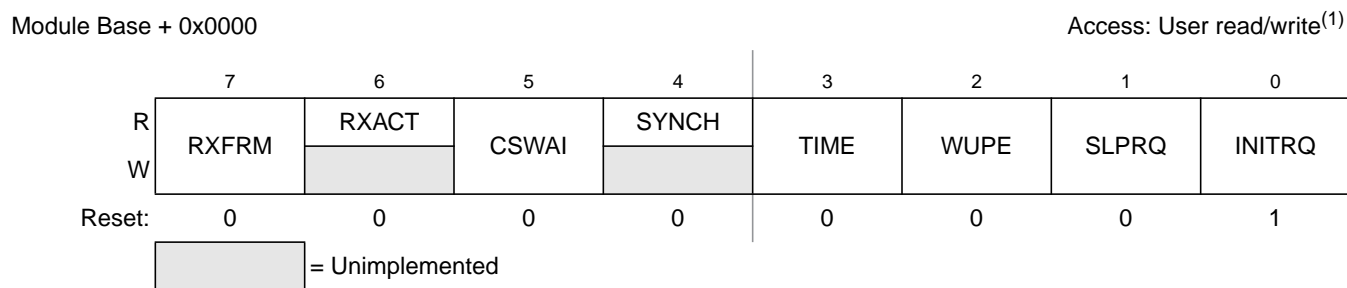 Module Base + 0x0000 Access: User read/write(1)
7 6 5 4 3 2 1 0
R RXFRM RXACT CSWAI SYNCH TIME WUPE SLPRQ INITRQ
W
Reset: 0 0 0 0 0 0 0 1
= Unimplemented